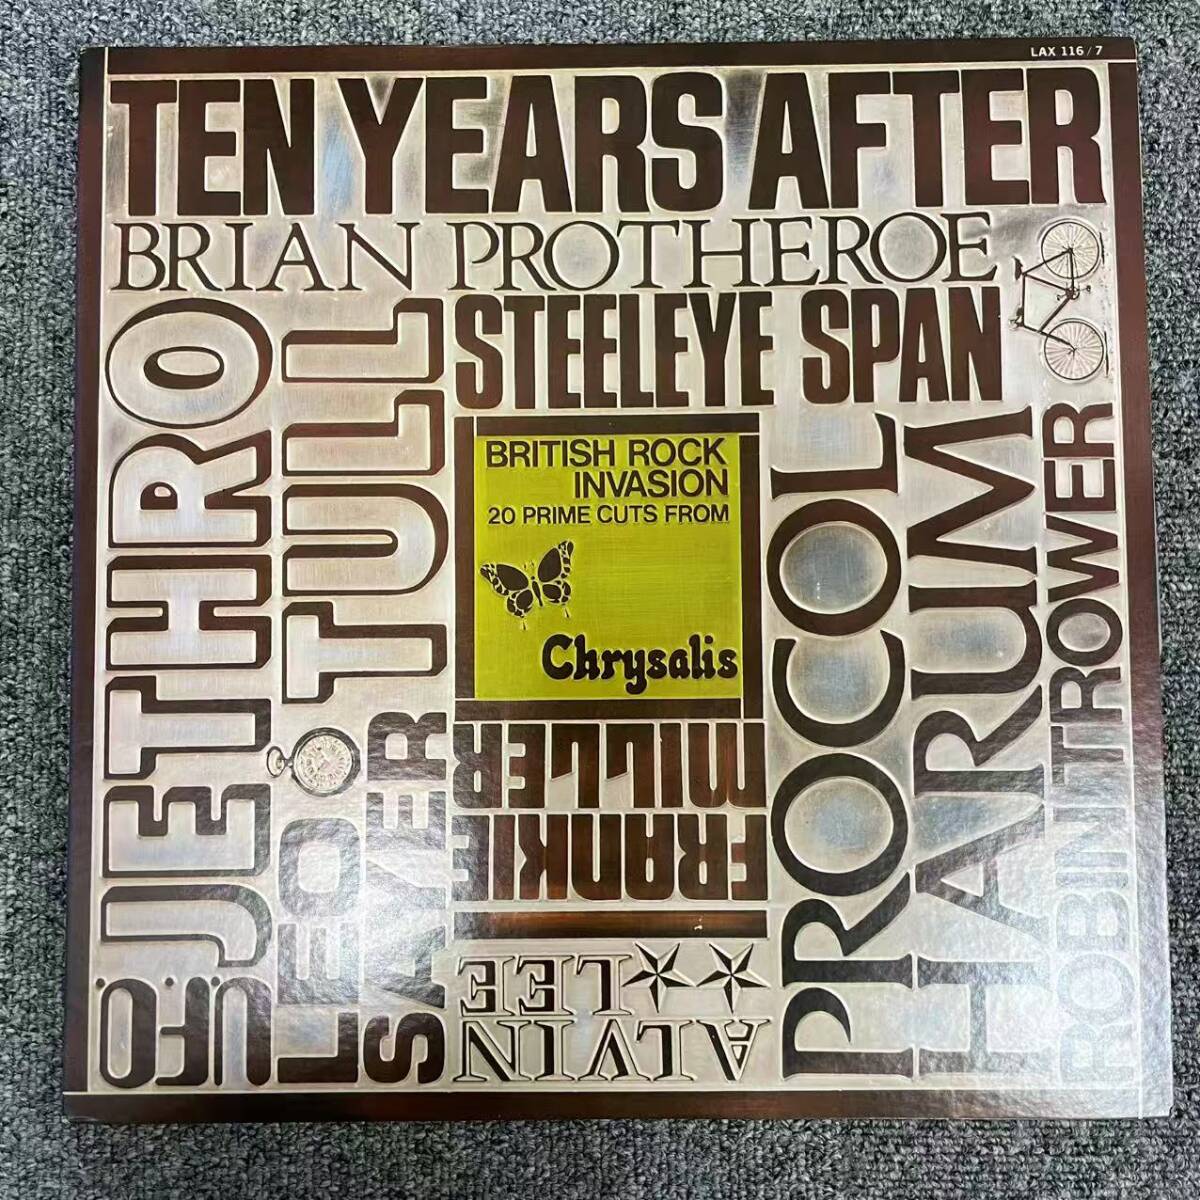 LAX 116/7
TEN YEARS AFTER
BRIAN PROTHEROE
STEELEYE SPAN
JETHRO
TULL
BRITISH ROCK
INVASION
20 PRIME CUTS FROM
Chrysalis
PROCOL
HARUM
ROBIN TROWER
LEO
SAYER
FRANKIE
MILLER
ALVIN
LEE